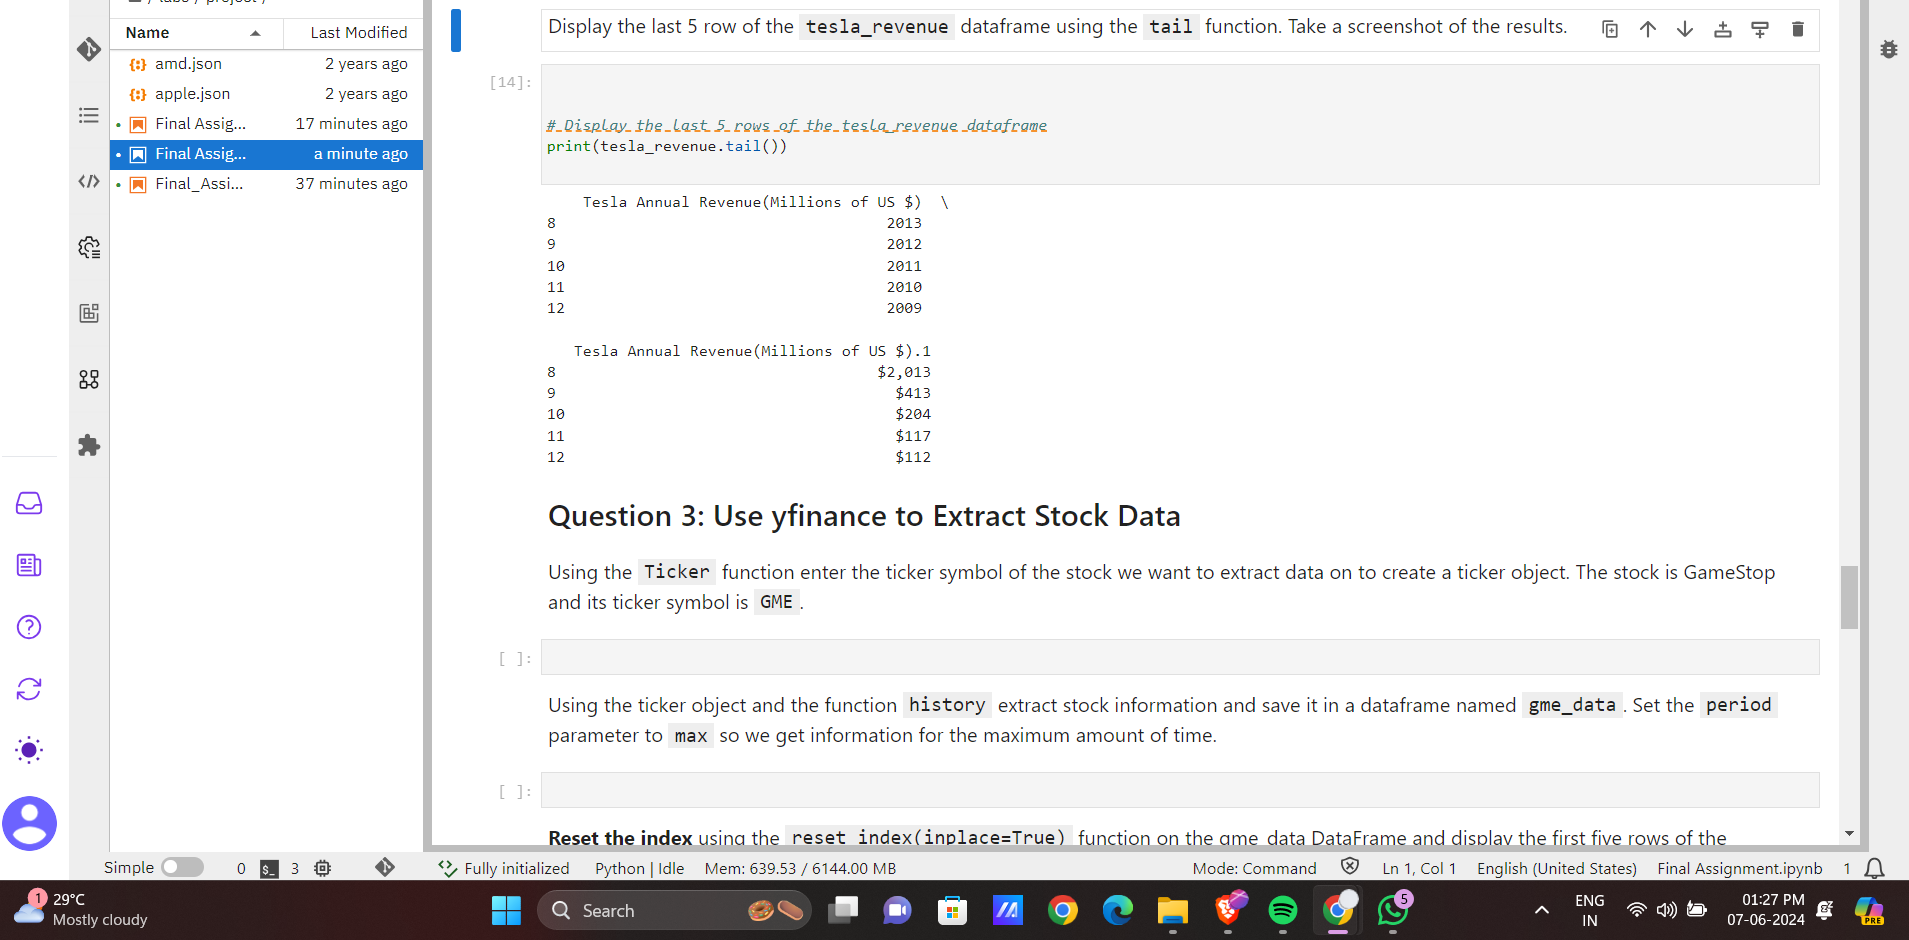 Name
Last Modified
amd.json
2 years ago
apple.json
2 years ago
Final Assig...
17 minutes ago
Final Assig...
a minute ago
Final_Assi...
37 minutes ago
Display the last 5 row of the tesla_revenue dataframe using the tail function. Take a screenshot of the results.
[14]:
# Display the last 5 rows of the tesla_revenue dataframe
print(tesla_revenue.tail())
Tesla Annual Revenue(Millions of US $) \
8 2013
9 2012
10 2011
11 2010
12 2009
Tesla Annual Revenue(Millions of US $).1
8 $2,013
9 $413
10 $204
11 $117
12 $112
Question 3: Use yfinance to Extract Stock Data
Using the Ticker function enter the ticker symbol of the stock we want to extract data on to create a ticker object. The stock is GameStop
and its ticker symbol is GME.
[ ]:
Using the ticker object and the function history extract stock information and save it in a dataframe named gme_data. Set the period
parameter to max so we get information for the maximum amount of time.
[ ]:
Reset the index using the reset_index(inplace=True) function on the gme_data DataFrame and display the first five rows of the
Simple 0 $_ 3 Fully initialized Python | Idle Mem: 639.53 / 6144.00 MB Mode: Command Ln 1, Col 1 English (United States) Final Assignment.ipynb 1
1
29°C
Mostly cloudy
Search
5
ENG
IN
01:27 PM
07-06-2024
PRE